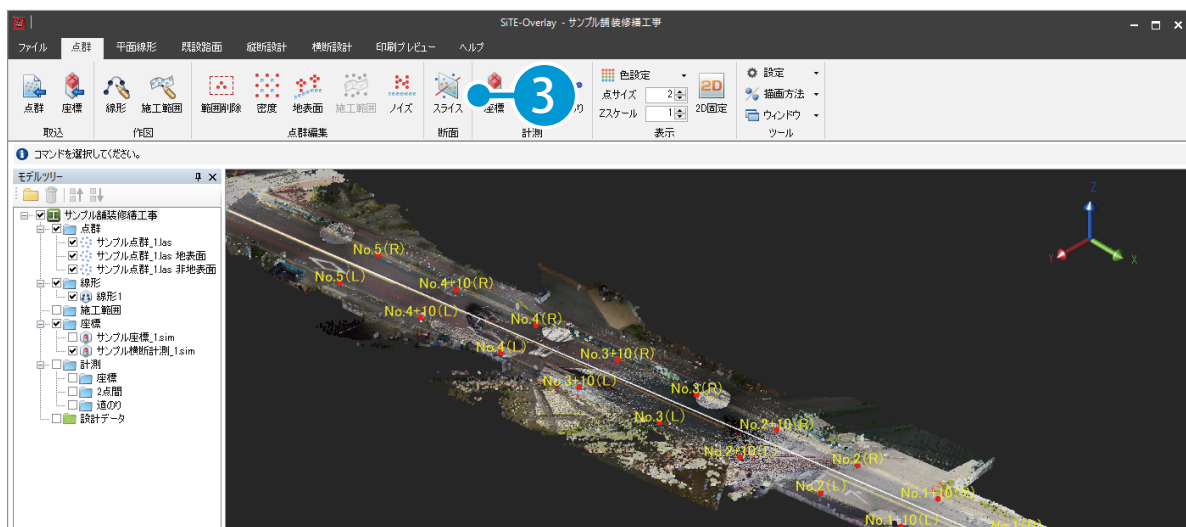 SiTE-Overlay - サンプル舗装修繕工事
ファイル 点群 平面線形 既設路面 縦断設計 横断設計 印刷プレビュー ヘルプ
点群 座標 線形 施工範囲 範囲削除 密度 地表面 施工範囲 ノイズ スライス 座標
3
色設定
点サイズ 2
Zスケール 1
2D
2D固定
設定
描画方法
ウィンドウ
取込 作図 点群編集 断面 計測 表示 ツール
コマンドを選択してください。
モデルツリー
サンプル舗装修繕工事
点群
サンプル点群_1.las
サンプル点群_1.las 地表面
サンプル点群_1.las 非地表面
線形
線形1
施工範囲
座標
サンプル座標_1.sim
サンプル横断計測_1.sim
計測
座標
2点間
道のり
設計データ
Z
Y X
No.5(R)
No.5(L)
No.4+10(R)
No.4+10(L)
No.4(R)
No.4(L)
No.3+10(R)
No.3+10(L)
No.3(R)
No.3(L)
No.2+10(R)
No.2+10(L)
No.2(R)
No.2(L)
No.1+10(R)
No.1+10(L)